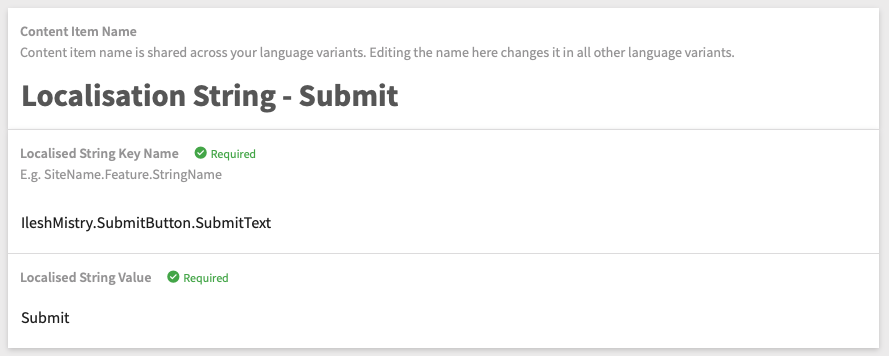 Content Item Name
Content item name is shared across your language variants. Editing the name here changes it in all other language variants.
Localisation String - Submit
Localised String Key Name Required
E.g. SiteName.Feature.StringName
IleshMistry.SubmitButton.SubmitText
Localised String Value Required
Submit